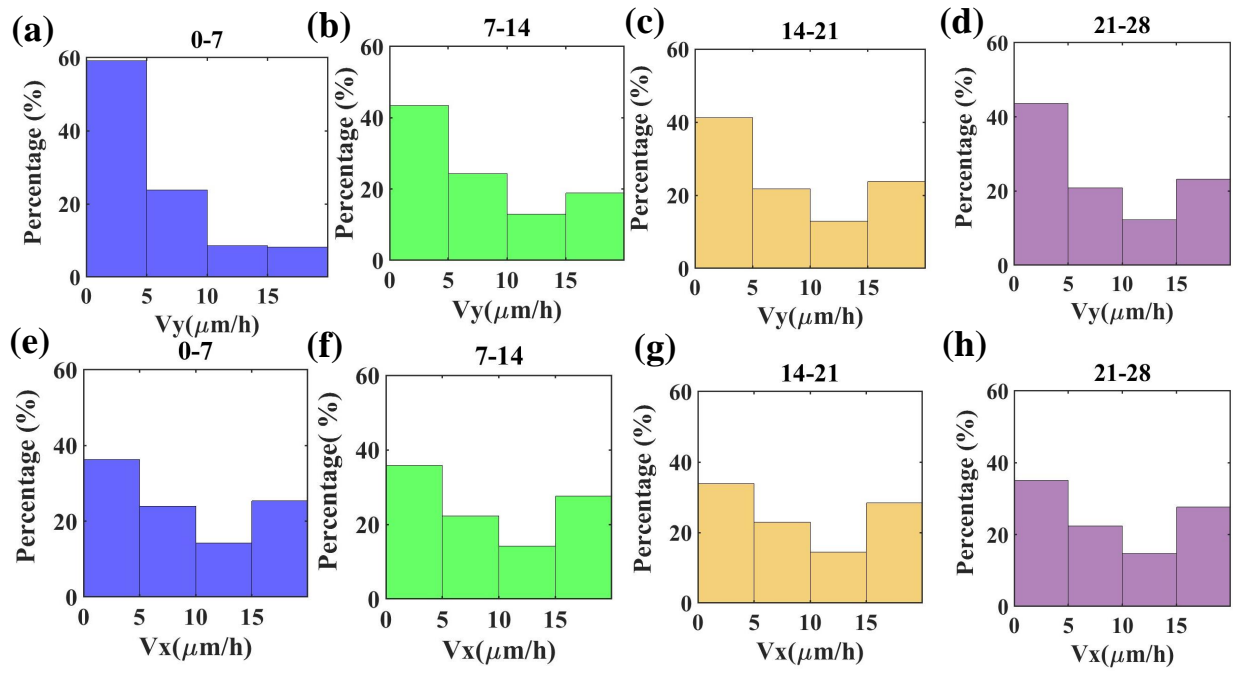 (a)
0-7
Percentage (%)
60
40
20
0
0 5 10 15
Vy(μm/h)
(b)
7-14
Percentage (%)
60
40
20
0
0 5 10 15
Vy(μm/h)
(c)
14-21
Percentage (%)
60
40
20
0
0 5 10 15
Vy(μm/h)
(d)
21-28
Percentage (%)
60
40
20
0
0 5 10 15
Vy(μm/h)
(e)
0-7
Percentage (%)
60
40
20
0
0 5 10 15
Vx(μm/h)
(f)
7-14
Percentage( %)
60
40
20
0
0 5 10 15
Vx(μm/h)
(g)
14-21
Percentage (%)
60
40
20
0
0 5 10 15
Vx(μm/h)
(h)
21-28
Percentage (%)
60
40
20
0
0 5 10 15
Vx(μm/h)